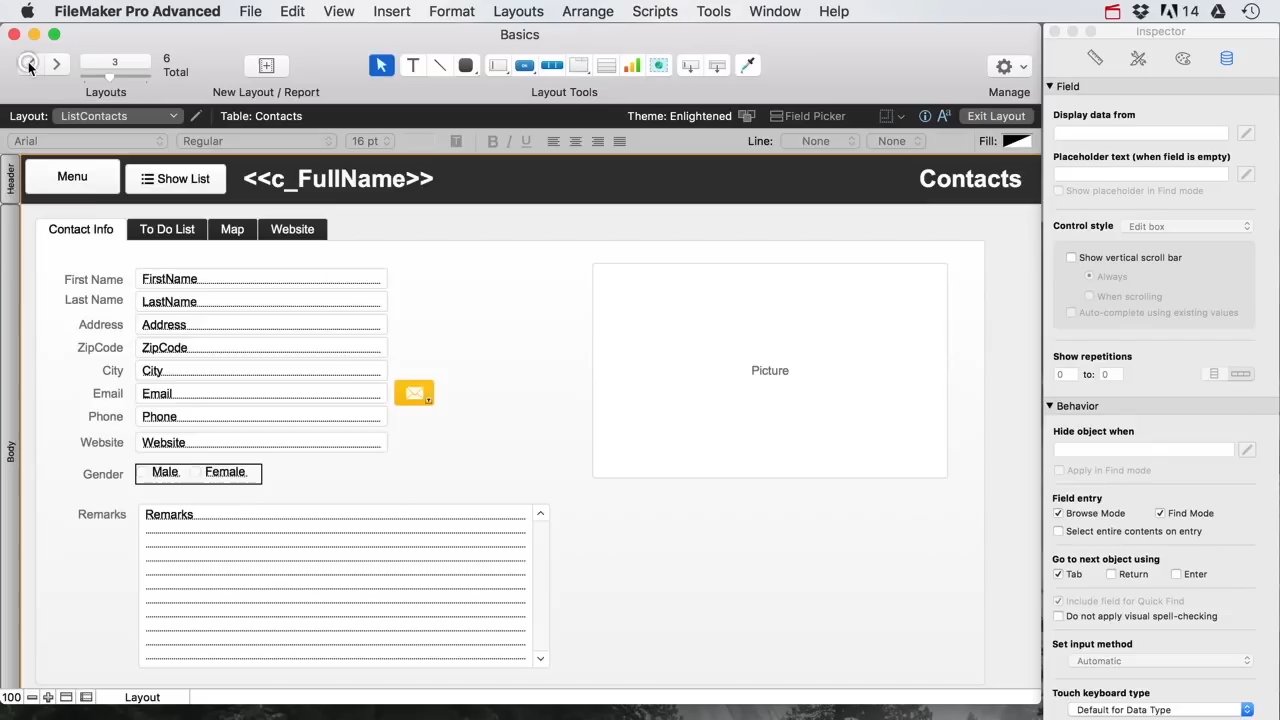 FileMaker Pro Advanced File Edit View Insert Format Layouts Arrange Scripts Tools Window Help 14
Basics
Inspector
3
6
Total
Layouts
New Layout / Report
Layout Tools
Manage
Layout: ListContacts Table: Contacts Theme: Enlightened Field Picker Exit Layout
Arial Regular 16 pt B I U Line: None None Fill:
Header
Menu
Show List
<<c_FullName>>
Contacts
Contact Info To Do List Map Website
First Name FirstName
Last Name LastName
Address Address
ZipCode ZipCode
City City
Email Email
Phone Phone
Website Website
Gender Male Female
Remarks Remarks
Picture
Body
100 Layout
Field
Display data from
Placeholder text (when field is empty)
Show placeholder in Find mode
Control style Edit box
Show vertical scroll bar
Always
When scrolling
Auto-complete using existing values
Show repetitions
0 to: 0
Behavior
Hide object when
Apply in Find mode
Field entry
Browse Mode Find Mode
Select entire contents on entry
Go to next object using
Tab Return Enter
Include field for Quick Find
Do not apply visual spell-checking
Set input method
Automatic
Touch keyboard type
Default for Data Type